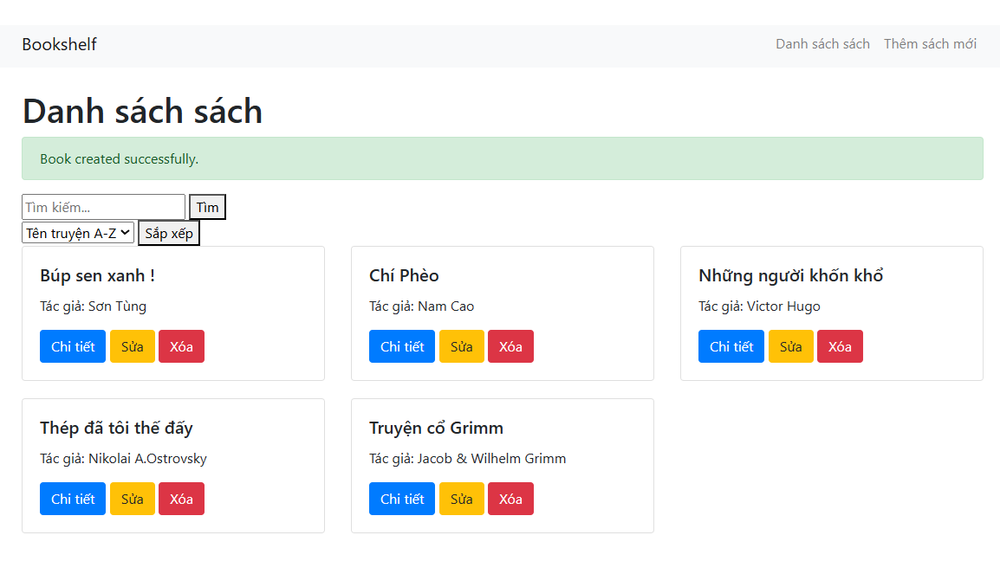 Bookshelf Danh sách sách Thêm sách mới
Danh sách sách
Book created successfully.
Tìm kiếm... Tìm
Tên truyện A-Z Sắp xếp
Búp sen xanh !
Tác giả: Sơn Tùng
Chi tiết Sửa Xóa
Chí Phèo
Tác giả: Nam Cao
Chi tiết Sửa Xóa
Những người khốn khổ
Tác giả: Victor Hugo
Chi tiết Sửa Xóa
Thép đã tôi thế đấy
Tác giả: Nikolai A.Ostrovsky
Chi tiết Sửa Xóa
Truyện cổ Grimm
Tác giả: Jacob & Wilhelm Grimm
Chi tiết Sửa Xóa